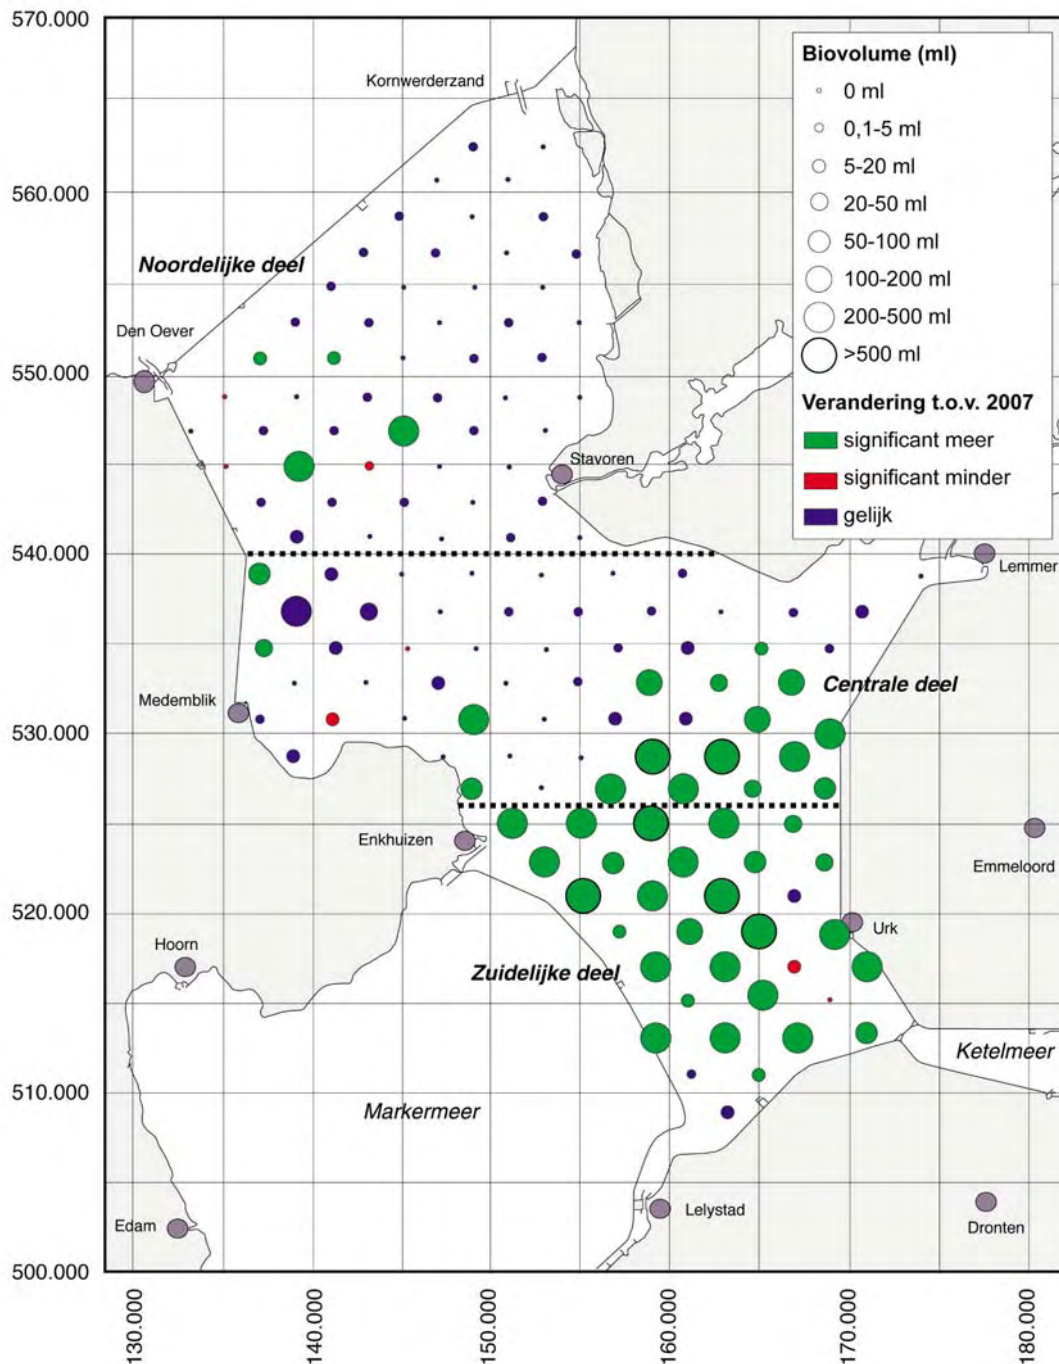 570.000
560.000
550.000
540.000
530.000
520.000
510.000
500.000
130.000
140.000
150.000
160.000
170.000
180.000
Kornwerderzand
Noordelijke deel
Den Oever
Stavoren
Lemmer
Medemblik
Centrale deel
Enkhuizen
Emmeloord
Hoorn
Urk
Zuidelijke deel
Ketelmeer
Markermeer
Edam
Lelystad
Dronten
Biovolume (ml)
0 ml
0,1-5 ml
5-20 ml
20-50 ml
50-100 ml
100-200 ml
200-500 ml
>500 ml
Verandering t.o.v. 2007
significant meer
significant minder
gelijk